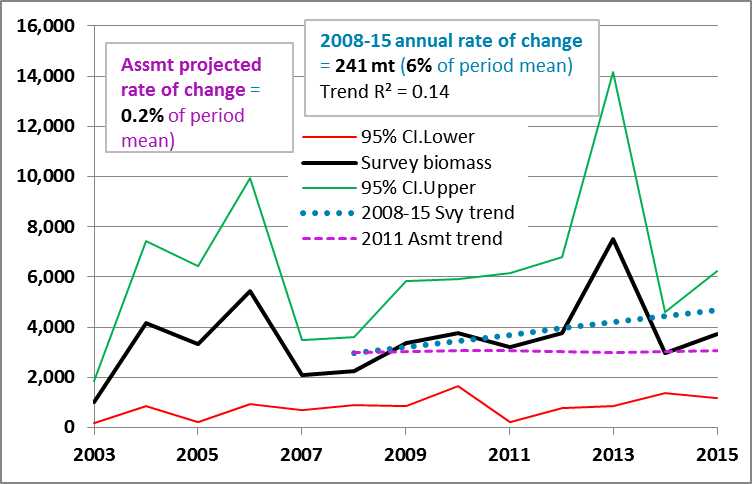 16,000
14,000
12,000
10,000
8,000
6,000
4,000
2,000
0
Assmt projected
rate of change =
0.2% of period
mean)
2008-15 annual rate of change
= 241 mt (6% of period mean)
Trend R² = 0.14
95% CI.Lower
Survey biomass
95% CI.Upper
2008-15 Svy trend
2011 Asmt trend
2003 2005 2007 2009 2011 2013 2015